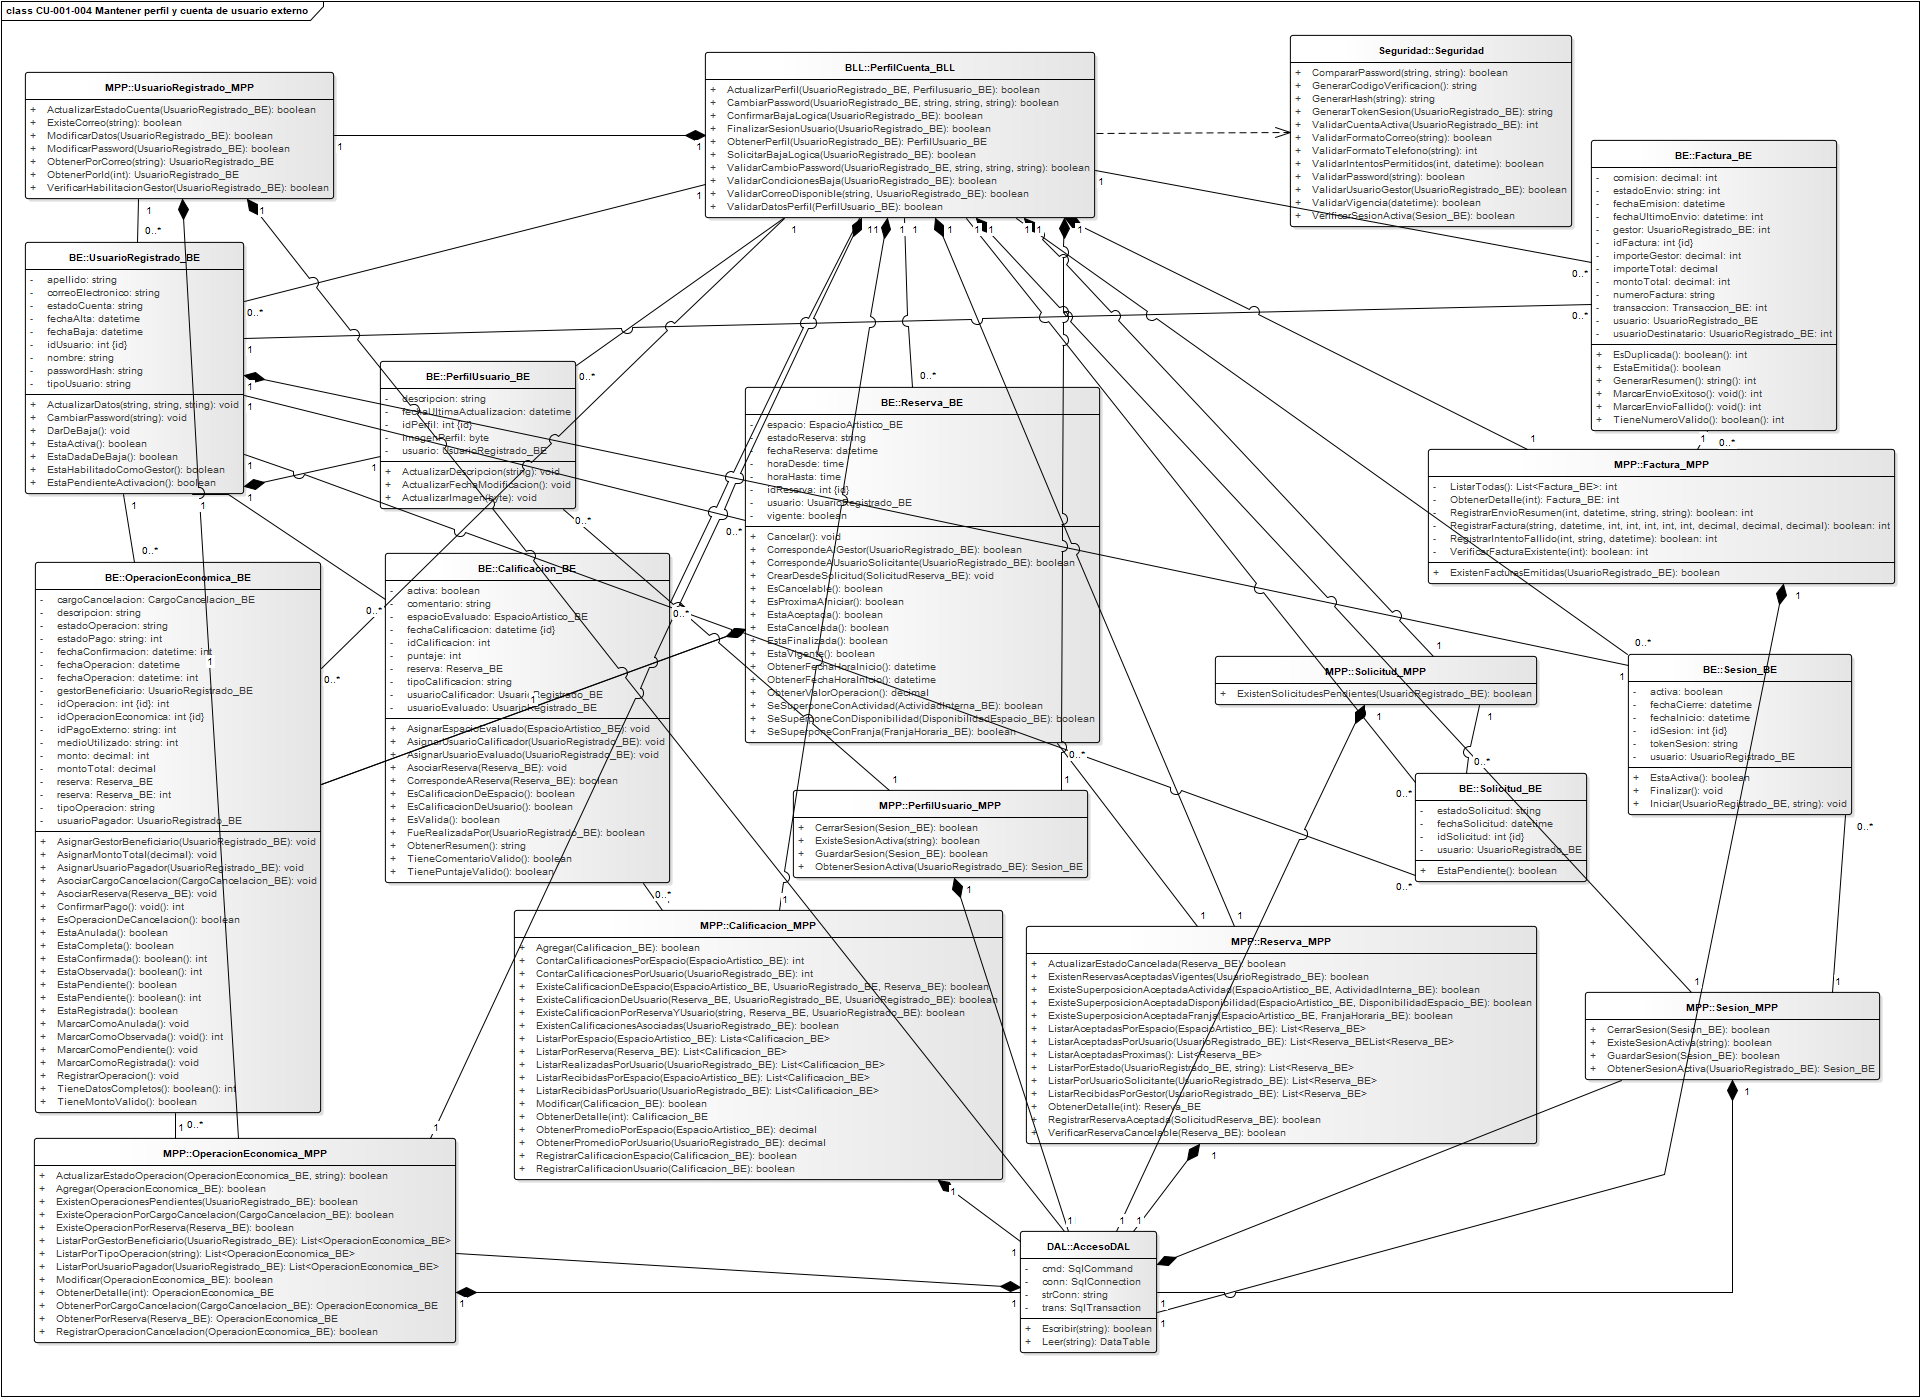 class CU-001-004 Mantener perfil y cuenta de usuario externo
MPP::UsuarioRegistrado_MPP
+ ActualizarEstadoCuenta(UsuarioRegistrado_BE): boolean
+ ExisteCorreo(string): boolean
+ ModificarDatos(UsuarioRegistrado_BE): boolean
+ ModificarPassword(UsuarioRegistrado_BE): boolean
+ ObtenerPorCorreo(string): UsuarioRegistrado_BE
+ ObtenerPorId(int): UsuarioRegistrado_BE
+ VerificarHabilitacionGestor(UsuarioRegistrado_BE): boolean
BLL::PerfilCuenta_BLL
+ ActualizarPerfil(UsuarioRegistrado_BE, Perfilusuario_BE): boolean
+ CambiarPassword(UsuarioRegistrado_BE, string, string, string): boolean
+ ConfirmarBajaLogica(UsuarioRegistrado_BE): boolean
+ FinalizarSesionUsuario(UsuarioRegistrado_BE): boolean
+ ObtenerPerfil(UsuarioRegistrado_BE): PerfilUsuario_BE
+ SolicitarBajaLogica(UsuarioRegistrado_BE): boolean
+ ValidarCambioPassword(UsuarioRegistrado_BE, string, string, string): boolean
+ ValidarCondicionesBaja(UsuarioRegistrado_BE): boolean
+ ValidarCorreoDisponible(string, UsuarioRegistrado_BE): boolean
+ ValidarDatosPerfil(PerfilUsuario_BE): boolean
Seguridad::Seguridad
+ CompararPassword(string, string): boolean
+ GenerarCodigoVerificacion(): string
+ GenerarHash(string): string
+ GenerarTokenSesion(UsuarioRegistrado_BE): string
+ ValidarCuentaActiva(UsuarioRegistrado_BE): int
+ ValidarFormatoCorreo(string): boolean
+ ValidarFormatoTelefono(string): int
+ ValidarIntentosPermitidos(int, datetime): boolean
+ ValidarPassword(string): boolean
+ ValidarUsuarioGestor(UsuarioRegistrado_BE): boolean
+ ValidarVigencia(datetime): boolean
+ VerificarSesionActiva(Sesion_BE): boolean
BE::Factura_BE
- comision: decimal: int
- estadoEnvio: string: int
- fechaEmision: datetime
- fechaUltimoEnvio: datetime: int
- gestor: UsuarioRegistrado_BE: int
- idFactura: int {id}
- importeGestor: decimal: int
- importeTotal: decimal
- montoTotal: decimal: int
- numeroFactura: string
- transaccion: Transaccion_BE: int
- usuario: UsuarioRegistrado_BE
- usuarioDestinatario: UsuarioRegistrado_BE: int
+ EsDuplicada(): boolean(): int
+ EstaEmitida(): boolean
+ GenerarResumen(): string(): int
+ MarcarEnvioExitoso(): void(): int
+ MarcarEnvioFallido(): void(): int
+ TieneNumeroValido(): boolean(): int
BE::UsuarioRegistrado_BE
- apellido: string
- correoElectronico: string
- estadoCuenta: string
- fechaAlta: datetime
- fechaBaja: datetime
- idUsuario: int {id}
- nombre: string
- passwordHash: string
- tipoUsuario: string
+ ActualizarDatos(string, string, string): void
+ CambiarPassword(string): void
+ DarDeBaja(): void
+ EstaActiva(): boolean
+ EstaDadaDeBaja(): boolean
+ EstaHabilitadoComoGestor(): boolean
+ EstaPendienteActivacion(): boolean
BE::PerfilUsuario_BE
- descripcion: string
- fechaUltimaActualizacion: datetime
- idPerfil: int {id}
- imagenPerfil: byte
- usuario: UsuarioRegistrado_BE
+ ActualizarDescripcion(string): void
+ ActualizarFechaModificacion(): void
+ ActualizarImagen(byte): void
BE::Reserva_BE
- espacio: EspacioArtistico_BE
- estadoReserva: string
- fechaReserva: datetime
- horaDesde: time
- horaHasta: time
- idReserva: int {id}
- usuario: UsuarioRegistrado_BE
- vigente: boolean
+ Cancelar(): void
+ CorrespondeAGestor(UsuarioRegistrado_BE): boolean
+ CorrespondeAUsuarioSolicitante(UsuarioRegistrado_BE): boolean
+ CrearDesdeSolicitud(SolicitudReserva_BE): void
+ EsCancelable(): boolean
+ EsProximaAIniciar(): boolean
+ EstaAceptada(): boolean
+ EstaCancelada(): boolean
+ EstaFinalizada(): boolean
+ EstaVigente(): boolean
+ ObtenerFechaHoraInicio(): datetime
+ ObtenerFechaHoraInicio(): datetime
+ ObtenerValorOperacion(): decimal
+ SeSuperponeConActividad(ActividadInterna_BE): boolean
+ SeSuperponeConDisponibilidad(DisponibilidadEspacio_BE): boolean
+ SeSuperponeConFranja(FranjaHoraria_BE): boolean
MPP::Factura_MPP
- ListarTodas(): List<Factura_BE>: int
- ObtenerDetalle(int): Factura_BE: int
- RegistrarEnvioResumen(int, datetime, string, string): boolean: int
- RegistrarFactura(string, datetime, int, int, int, int, int, decimal, decimal, decimal): boolean: int
- RegistrarIntentoFallido(int, string, datetime): boolean: int
- VerificarFacturaExistente(int): boolean: int
+ ExistenFacturasEmitidas(UsuarioRegistrado_BE): boolean
BE::OperacionEconomica_BE
- cargoCancelacion: CargoCancelacion_BE
- descripcion: string
- estadoOperacion: string
- estadoPago: string: int
- fechaConfirmacion: datetime: int
- fechaOperacion: datetime
- fechaOperacion: datetime: int
- gestorBeneficiario: UsuarioRegistrado_BE
- idOperacion: int {id}: int
- idOperacionEconomica: int {id}
- idPagoExterno: string: int
- medioUtilizado: string: int
- monto: decimal: int
- montoTotal: decimal
- reserva: Reserva_BE
- reserva: Reserva_BE: int
- tipoOperacion: string
- usuarioPagador: UsuarioRegistrado_BE
+ AsignarGestorBeneficiario(UsuarioRegistrado_BE): void
+ AsignarMontoTotal(decimal): void
+ AsignarUsuarioPagador(UsuarioRegistrado_BE): void
+ AsociarCargoCancelacion(CargoCancelacion_BE): void
+ AsociarReserva(Reserva_BE): void
+ ConfirmarPago(): void(): int
+ EsOperacionDeCancelacion(): boolean
+ EstaAnulada(): boolean
+ EstaCompleta(): boolean
+ EstaConfirmada(): boolean(): int
+ EstaObservada(): boolean(): int
+ EstaPendiente(): boolean
+ EstaPendiente(): boolean(): int
+ EstaRegistrada(): boolean
+ MarcarComoAnulada(): void
+ MarcarComoObservada(): void(): int
+ MarcarComoPendiente(): void
+ MarcarComoRegistrada(): void
+ RegistrarOperacion(): void
+ TieneDatosCompletos(): boolean(): int
+ TieneMontoValido(): boolean
BE::Calificacion_BE
- activa: boolean
- comentario: string
- espacioEvaluado: EspacioArtistico_BE
- fechaCalificacion: datetime {id}
- idCalificacion: int
- puntaje: int
- reserva: Reserva_BE
- tipoCalificacion: string
- usuarioCalificador: UsuarioRegistrado_BE
- usuarioEvaluado: UsuarioRegistrado_BE
+ AsignarEspacioEvaluado(EspacioArtistico_BE): void
+ AsignarUsuarioCalificador(UsuarioRegistrado_BE): void
+ AsignarUsuarioEvaluado(UsuarioRegistrado_BE): void
+ AsociarReserva(Reserva_BE): void
+ CorrespondeAReserva(Reserva_BE): boolean
+ EsCalificacionDeEspacio(): boolean
+ EsCalificacionDeUsuario(): boolean
+ EsValida(): boolean
+ FueRealizadaPor(UsuarioRegistrado_BE): boolean
+ ObtenerResumen(): string
+ TieneComentarioValido(): boolean
+ TienePuntajeValido(): boolean
MPP::Solicitud_MPP
+ ExistenSolicitudesPendientes(UsuarioRegistrado_BE): boolean
BE::Sesion_BE
- activa: boolean
- fechaCierre: datetime
- fechaInicio: datetime
- idSesion: int {id}
- tokenSesion: string
- usuario: UsuarioRegistrado_BE
+ EstaActiva(): boolean
+ Finalizar(): void
+ Iniciar(UsuarioRegistrado_BE, string): void
BE::Solicitud_BE
- estadoSolicitud: string
- fechaSolicitud: datetime
- idSolicitud: int {id}
- usuario: UsuarioRegistrado_BE
+ EstaPendiente(): boolean
MPP::PerfilUsuario_MPP
+ CerrarSesion(Sesion_BE): boolean
+ ExisteSesionActiva(string): boolean
+ GuardarSesion(Sesion_BE): boolean
+ ObtenerSesionActiva(UsuarioRegistrado_BE): Sesion_BE
MPP::Calificacion_MPP
+ Agregar(Calificacion_BE): boolean
+ ContarCalificacionesPorEspacio(EspacioArtistico_BE): int
+ ContarCalificacionesPorUsuario(UsuarioRegistrado_BE): int
+ ExisteCalificacionDeEspacio(EspacioArtistico_BE, UsuarioRegistrado_BE, Reserva_BE): boolean
+ ExisteCalificacionDeUsuario(Reserva_BE, UsuarioRegistrado_BE, UsuarioRegistrado_BE): boolean
+ ExisteCalificacionPorReservaYUsuario(string, Reserva_BE, UsuarioRegistrado_BE): boolean
+ ExistenCalificacionesAsociadas(UsuarioRegistrado_BE): boolean
+ ListarPorEspacio(EspacioArtistico_BE): Lista<Calificacion_BE>
+ ListarPorReserva(Reserva_BE): List<Calificacion_BE>
+ ListarRealizadasPorUsuario(UsuarioRegistrado_BE): List<Calificacion_BE>
+ ListarRecibidasPorEspacio(EspacioArtistico_BE): List<Calificacion_BE>
+ ListarRecibidasPorUsuario(UsuarioRegistrado_BE): List<Calificacion_BE>
+ Modificar(Calificacion_BE): boolean
+ ObtenerDetalle(int): Calificacion_BE
+ ObtenerPromedioPorEspacio(EspacioArtistico_BE): decimal
+ ObtenerPromedioPorUsuario(UsuarioRegistrado_BE): decimal
+ RegistrarCalificacionEspacio(Calificacion_BE): boolean
+ RegistrarCalificacionUsuario(Calificacion_BE): boolean
MPP::Reserva_MPP
+ ActualizarEstadoCancelada(Reserva_BE): boolean
+ ExistenReservasAceptadasVigentes(UsuarioRegistrado_BE): boolean
+ ExisteSuperposicionAceptadaActividad(EspacioArtistico_BE, ActividadInterna_BE): boolean
+ ExisteSuperposicionAceptadaDisponibilidad(EspacioArtistico_BE, DisponibilidadEspacio_BE): boolean
+ ExisteSuperposicionAceptadaFranja(EspacioArtistico_BE, FranjaHoraria_BE): boolean
+ ListarAceptadasPorEspacio(EspacioArtistico_BE): List<Reserva_BE>
+ ListarAceptadasPorUsuario(UsuarioRegistrado_BE): List<Reserva_BEList<Reserva_BE>
+ ListarAceptadasProximas(): List<Reserva_BE>
+ ListarPorEstado(UsuarioRegistrado_BE, string): List<Reserva_BE>
+ ListarPorUsuarioSolicitante(UsuarioRegistrado_BE): List<Reserva_BE>
+ ListarRecibidasPorGestor(UsuarioRegistrado_BE): List<Reserva_BE>
+ ObtenerDetalle(int): Reserva_BE
+ RegistrarReservaAceptada(SolicitudReserva_BE): boolean
+ VerificarReservaCancelable(Reserva_BE): boolean
MPP::Sesion_MPP
+ CerrarSesion(Sesion_BE): boolean
+ ExisteSesionActiva(string): boolean
+ GuardarSesion(Sesion_BE): boolean
+ ObtenerSesionActiva(UsuarioRegistrado_BE): Sesion_BE
MPP::OperacionEconomica_MPP
+ ActualizarEstadoOperacion(OperacionEconomica_BE, string): boolean
+ Agregar(OperacionEconomica_BE): boolean
+ ExistenOperacionesPendientes(UsuarioRegistrado_BE): boolean
+ ExisteOperacionPorCargoCancelacion(CargoCancelacion_BE): boolean
+ ExisteOperacionPorReserva(Reserva_BE): boolean
+ ListarPorGestorBeneficiario(UsuarioRegistrado_BE): List<OperacionEconomica_BE>
+ ListarPorTipoOperacion(string): List<OperacionEconomica_BE>
+ ListarPorUsuarioPagador(UsuarioRegistrado_BE): List<OperacionEconomica_BE>
+ Modificar(OperacionEconomica_BE): boolean
+ ObtenerDetalle(int): OperacionEconomica_BE
+ ObtenerPorCargoCancelacion(CargoCancelacion_BE): OperacionEconomica_BE
+ ObtenerPorReserva(Reserva_BE): OperacionEconomica_BE
+ RegistrarOperacionCancelacion(OperacionEconomica_BE): boolean
DAL::AccesoDAL
- cmd: SqlCommand
- conn: SqlConnection
- strConn: string
- trans: SqlTransaction
+ Escribir(string): boolean
+ Leer(string): DataTable